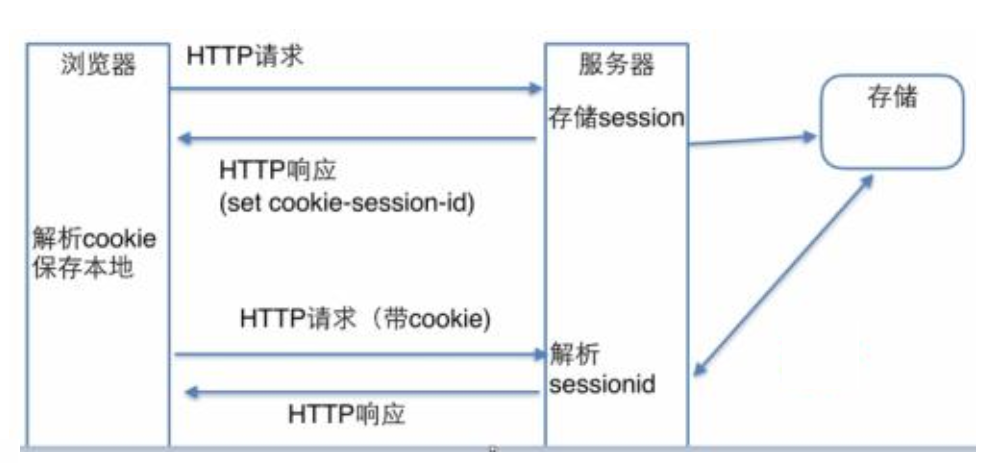 浏览器
HTTP请求
服务器
存储
存储session
HTTP响应
(set cookie-session-id)
解析cookie
保存本地
HTTP请求（带cookie)
解析
sessionid
HTTP响应